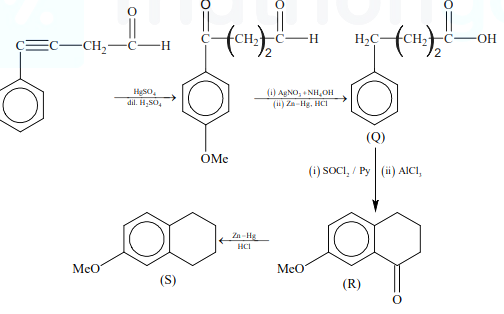 O O O O
C≡C—CH₂—C—H
C—(CH₂)₂—C—H
H₂C—(CH₂)₂—C—OH
HgSO₄
dil. H₂SO₄
(i) AgNO₃+NH₄OH
(ii) Zn–Hg, HCl
OMe
(Q)
(i) SOCl₂ / Py (ii) AlCl₃
Zn–Hg
HCl
MeO
(S)
MeO
(R)
O